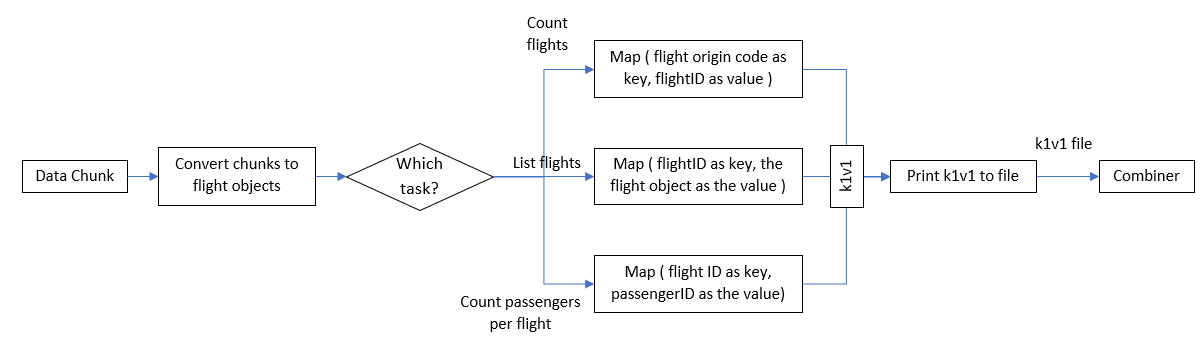 Data Chunk
Convert chunks to
flight objects
Which
task?
Count
flights
List flights
Count passengers
per flight
Map ( flight origin code as
key, flightID as value )
Map ( flightID as key, the
flight object as the value )
Map ( flight ID as key,
passengerID as the value)
k1v1
Print k1v1 to file
k1v1 file
Combiner